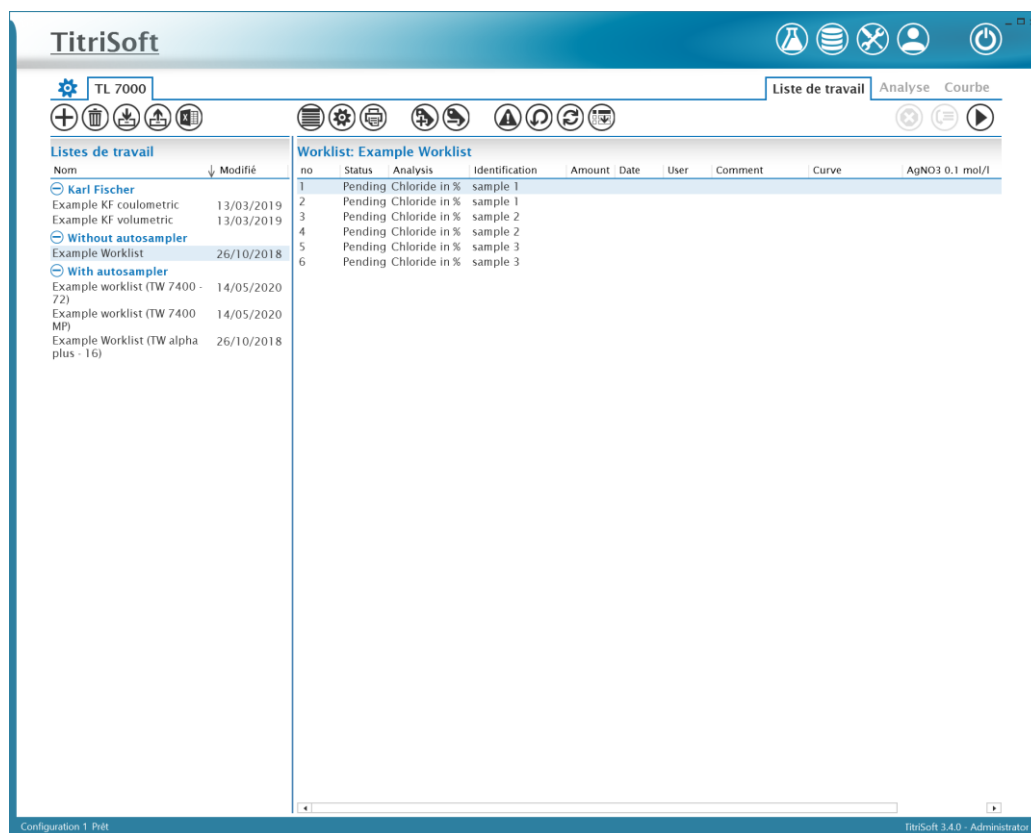 TitriSoft
TL 7000
Liste de travail Analyse Courbe
Listes de travail
Nom Modifié
Karl Fischer
Example KF coulometric 13/03/2019
Example KF volumetric 13/03/2019
Without autosampler
Example Worklist 26/10/2018
With autosampler
Example worklist (TW 7400 - 14/05/2020
72)
Example worklist (TW 7400 14/05/2020
MP)
Example Worklist (TW alpha 26/10/2018
plus - 16)
Worklist: Example Worklist
no Status Analysis Identification Amount Date User Comment Curve AgNO3 0.1 mol/l
1 Pending Chloride in % sample 1
2 Pending Chloride in % sample 1
3 Pending Chloride in % sample 2
4 Pending Chloride in % sample 2
5 Pending Chloride in % sample 3
6 Pending Chloride in % sample 3
Configuration 1 Prêt
TitriSoft 3.4.0 - Administrator